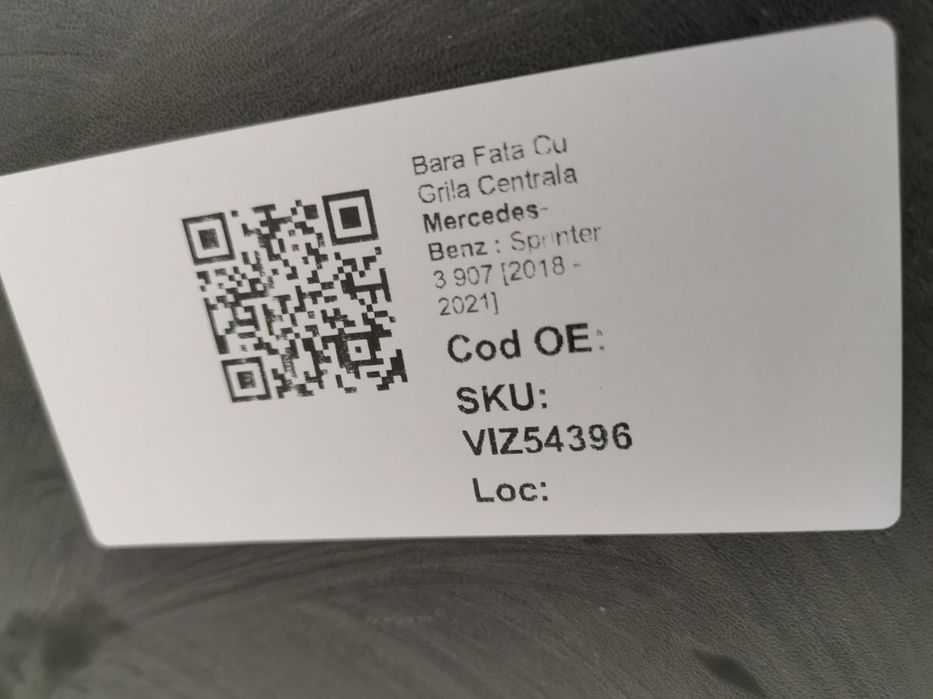 Bara Fata Cu
Grila Centrala
Mercedes-
Benz : Sprinter
3 907 [2018 -
2021]
Cod OE:
SKU:
VIZ54396
Loc: